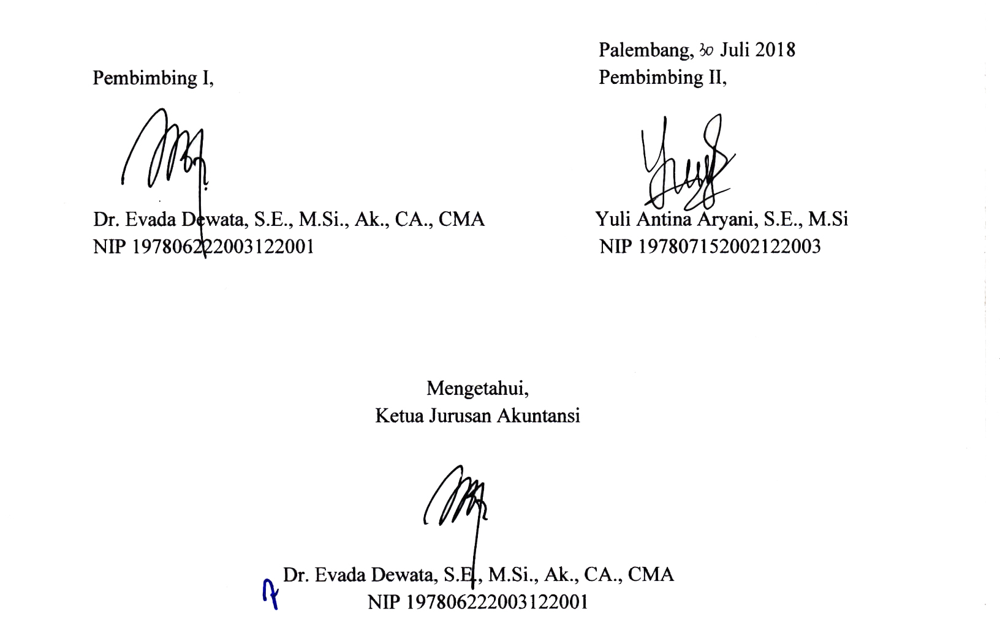 Palembang, 30 Juli 2018
Pembimbing I,
Pembimbing II,
Dr. Evada Dewata, S.E., M.Si., Ak., CA., CMA
NIP 197806222003122001
Yuli Antina Aryani, S.E., M.Si
NIP 197807152002122003
Mengetahui,
Ketua Jurusan Akuntansi
Dr. Evada Dewata, S.E., M.Si., Ak., CA., CMA
NIP 197806222003122001